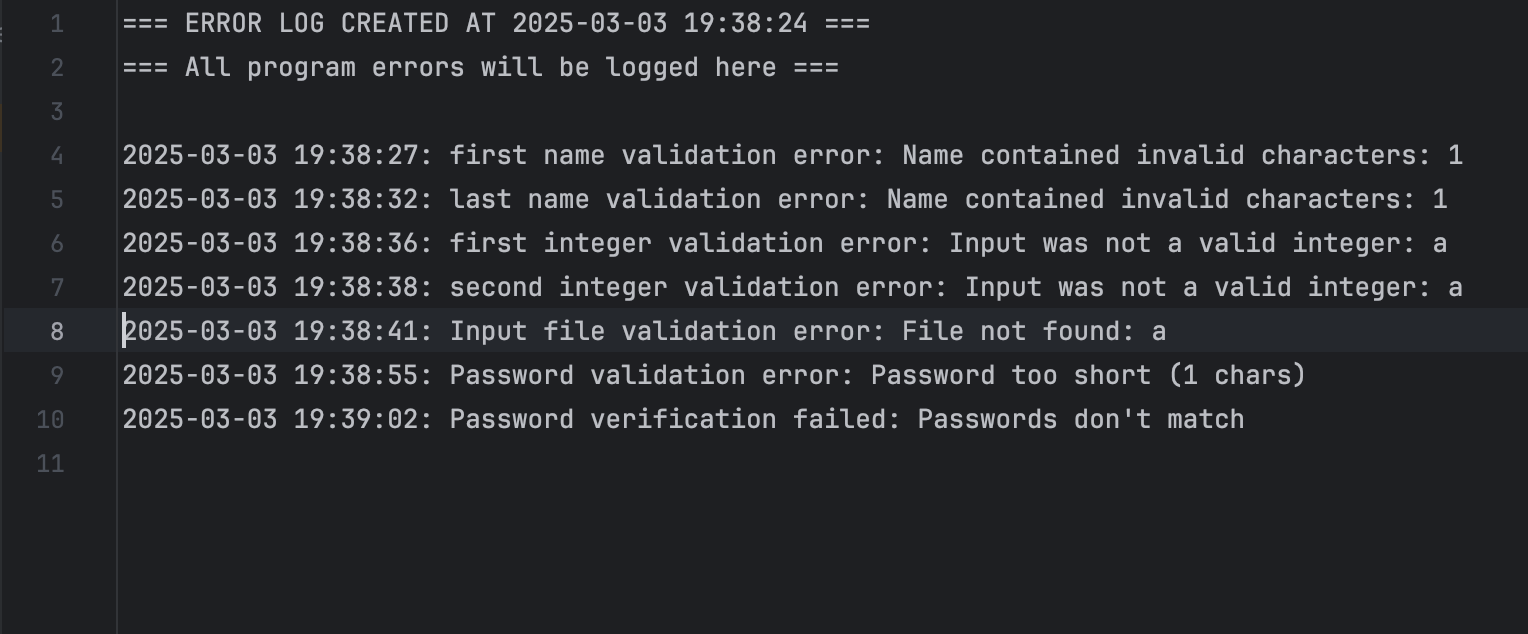 1 === ERROR LOG CREATED AT 2025-03-03 19:38:24 ===
2 === All program errors will be logged here ===
3
4 2025-03-03 19:38:27: first name validation error: Name contained invalid characters: 1
5 2025-03-03 19:38:32: last name validation error: Name contained invalid characters: 1
6 2025-03-03 19:38:36: first integer validation error: Input was not a valid integer: a
7 2025-03-03 19:38:38: second integer validation error: Input was not a valid integer: a
8 2025-03-03 19:38:41: Input file validation error: File not found: a
9 2025-03-03 19:38:55: Password validation error: Password too short (1 chars)
10 2025-03-03 19:39:02: Password verification failed: Passwords don't match
11